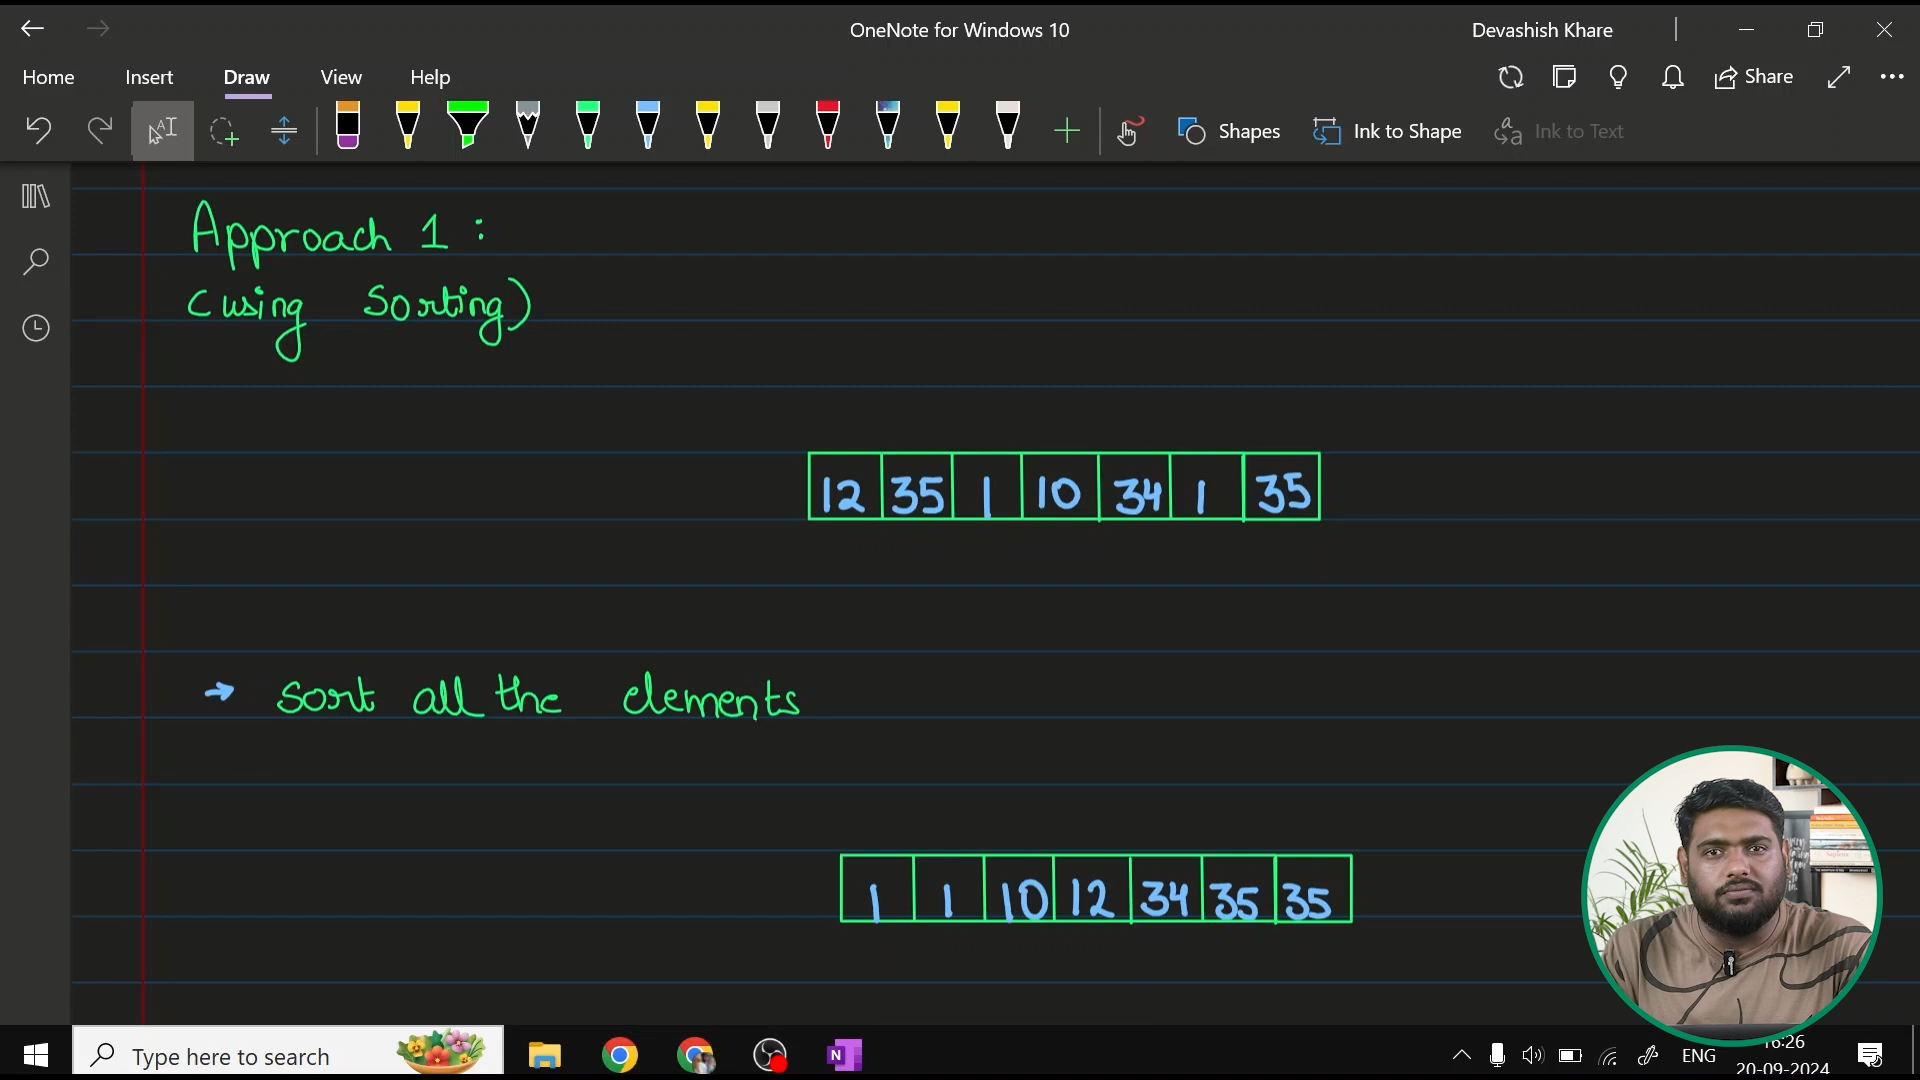 OneNote for Windows 10
Devashish Khare
Home Insert Draw View Help
Share
Shapes Ink to Shape Ink to Text
Approach 1 :
(using Sorting)
12 35 1 10 34 1 35
→ sort all the elements
1 1 10 12 34 35 35
Type here to search
ENG
16:26
20-09-2024